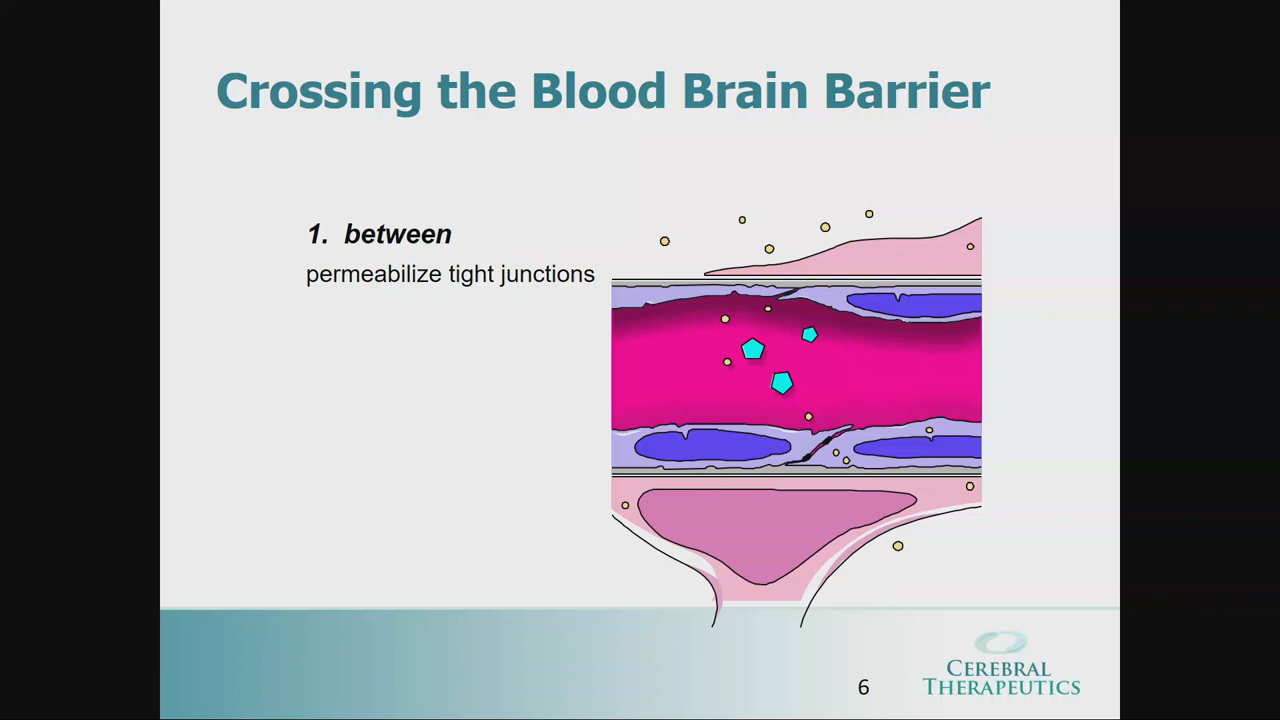 Crossing the Blood Brain Barrier
1. between
permeabilize tight junctions
6
CEREBRAL
THERAPEUTICS